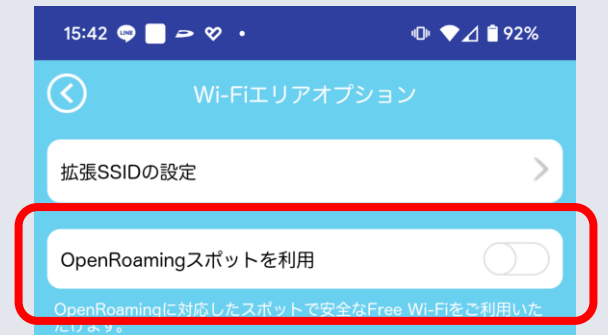 15:42 LINE 92%
Wi-Fiエリアオプション
拡張SSIDの設定
OpenRoamingスポットを利用
OpenRoamingに対応したスポットで安全なFree Wi-Fiをご利用いた
だけます。